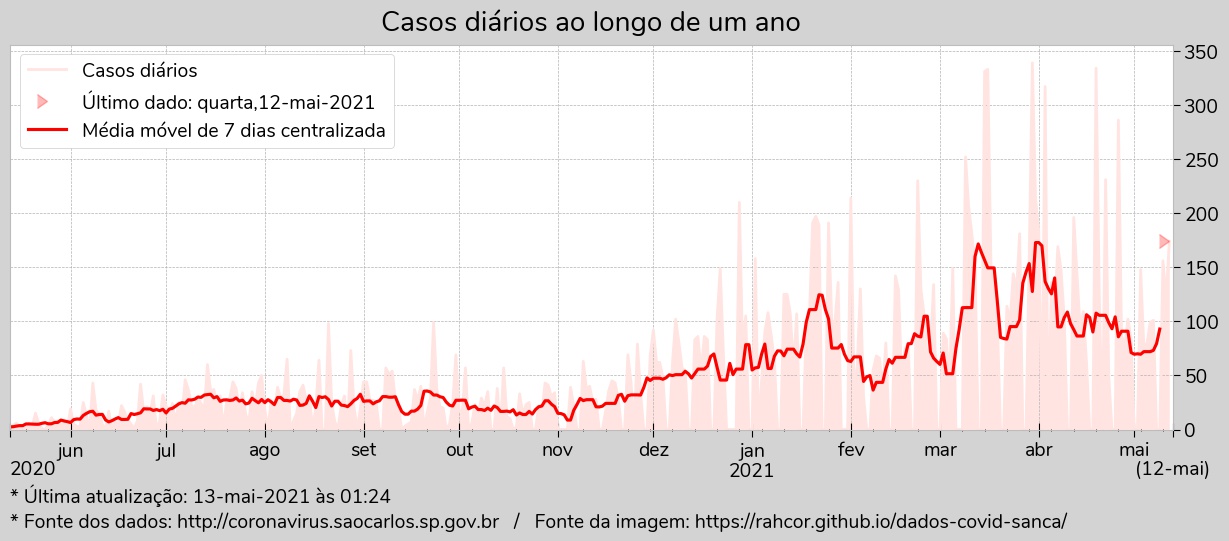 Casos diários ao longo de um ano
Casos diários
Último dado: quarta,12-mai-2021
Média móvel de 7 dias centralizada
350
300
250
200
150
100
50
0
jun jul ago set out nov dez jan fev mar abr mai
2020 2021 (12-mai)
* Última atualização: 13-mai-2021 às 01:24
* Fonte dos dados: http://coronavirus.saocarlos.sp.gov.br / Fonte da imagem: https://rahcor.github.io/dados-covid-sanca/